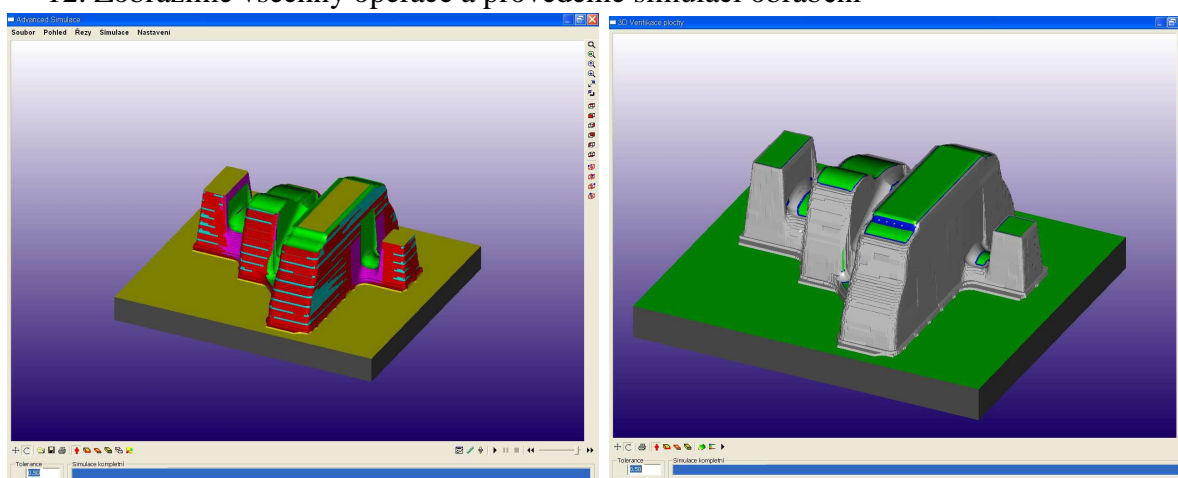 12. Zobrazíme všechny operace a provedeme simulaci obrábění
Advanced Simulace
Soubor Pohled Řezy Simulace Nastavení
Tolerance
0.50
Simulace kompletní
3D Verifikace plochy
Tolerance
0.50
Simulace kompletní